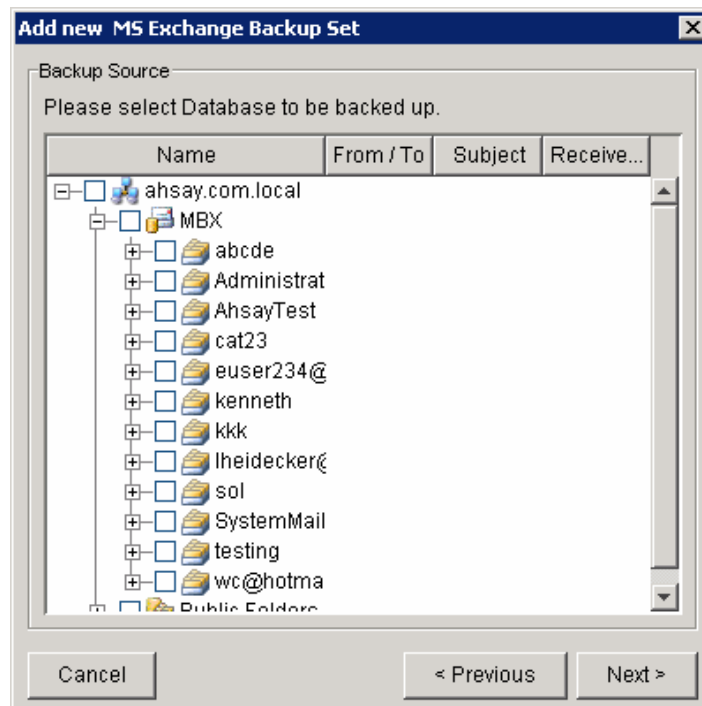 Add new MS Exchange Backup Set
Backup Source
Please select Database to be backed up.
Name From / To Subject Receive...
ahsay.com.local
MBX
abcde
Administrat
AhsayTest
cat23
euser234@
kenneth
kkk
lheidecker@
sol
SystemMail
testing
wc@hotma
Public Folders
Cancel < Previous Next >